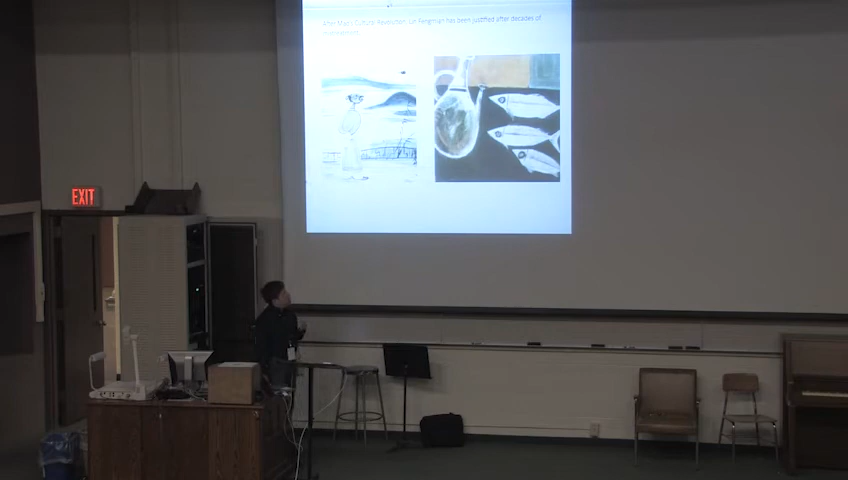 After Mao's Cultural Revolution, Lin Fengmian has been justified after decades of
EXIT